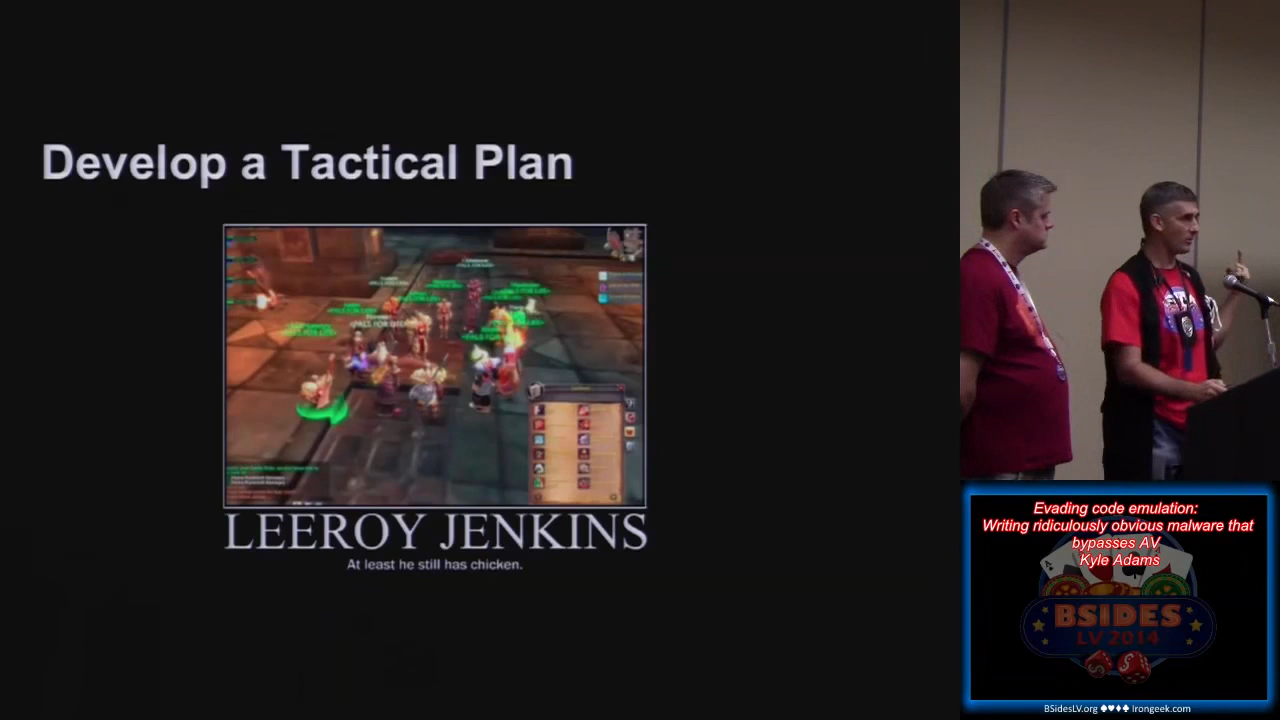 Develop a Tactical Plan
LEEROY JENKINS
At least he still has chicken.
Evading code emulation:
Writing ridiculously obvious malware that
bypasses AV
Kyle Adams
BSIDES
LV 2014
BSidesLV.org ♠♥♦♣ Irongeek.com